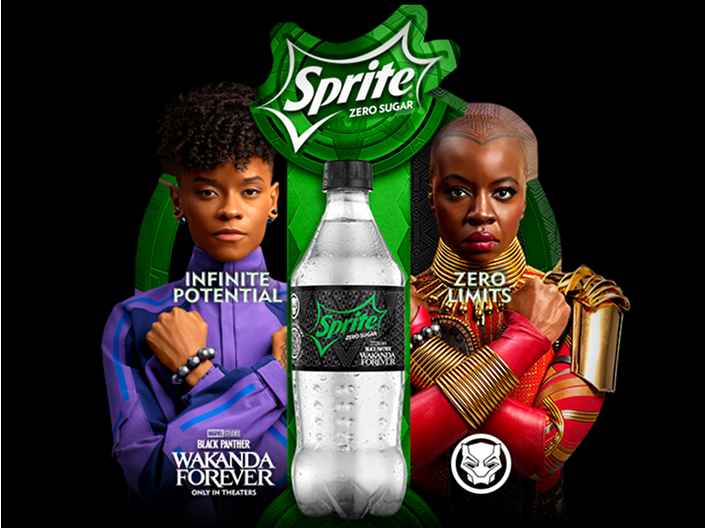 Sprite
ZERO SUGAR
INFINITE
POTENTIAL
ZERO
LIMITS
Sprite
ZERO SUGAR
BLACK PANTHER
WAKANDA
FOREVER
MARVEL STUDIOS
BLACK PANTHER
WAKANDA
FOREVER
ONLY IN THEATERS